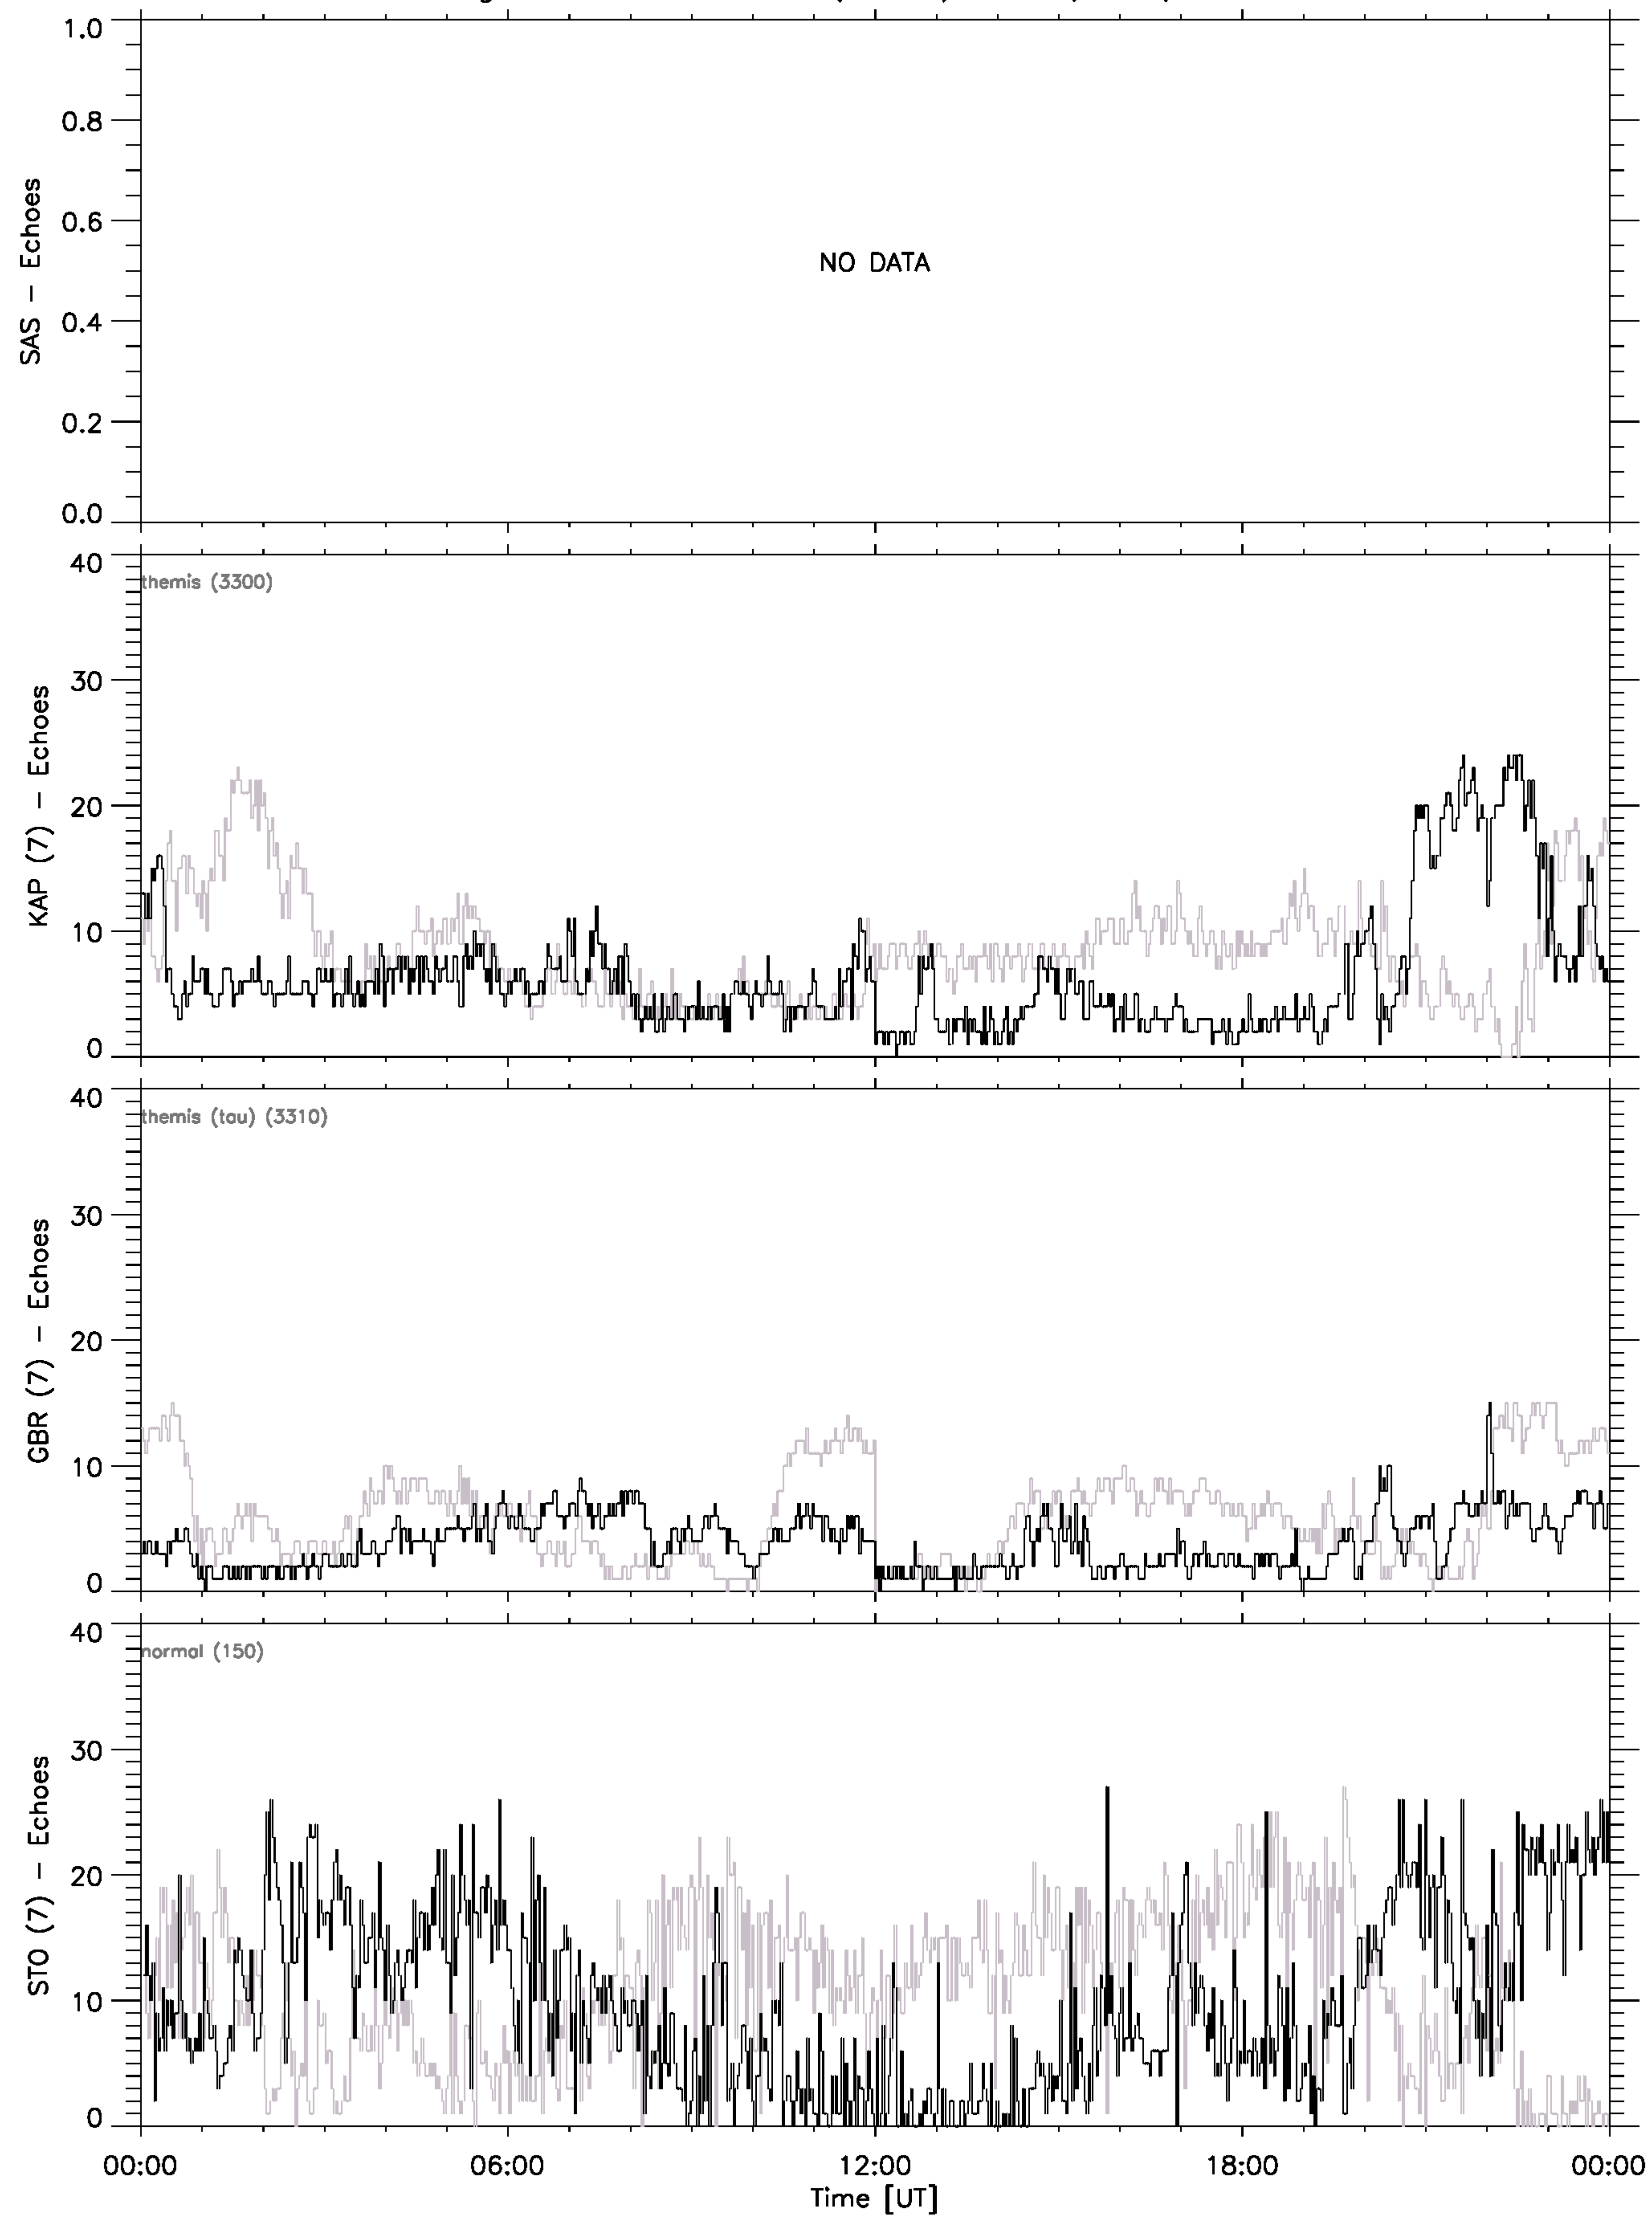 1.0
0.8
0.6
0.4
0.2
0.0
SAS - Echoes
NO DATA
40
30
20
10
0
KAP (7) - Echoes
themis (3300)
40
30
20
10
0
GBR (7) - Echoes
themis (tau) (3310)
40
30
20
10
0
STO (7) - Echoes
normal (150)
00:00 06:00 12:00 18:00 00:00
Time [UT]